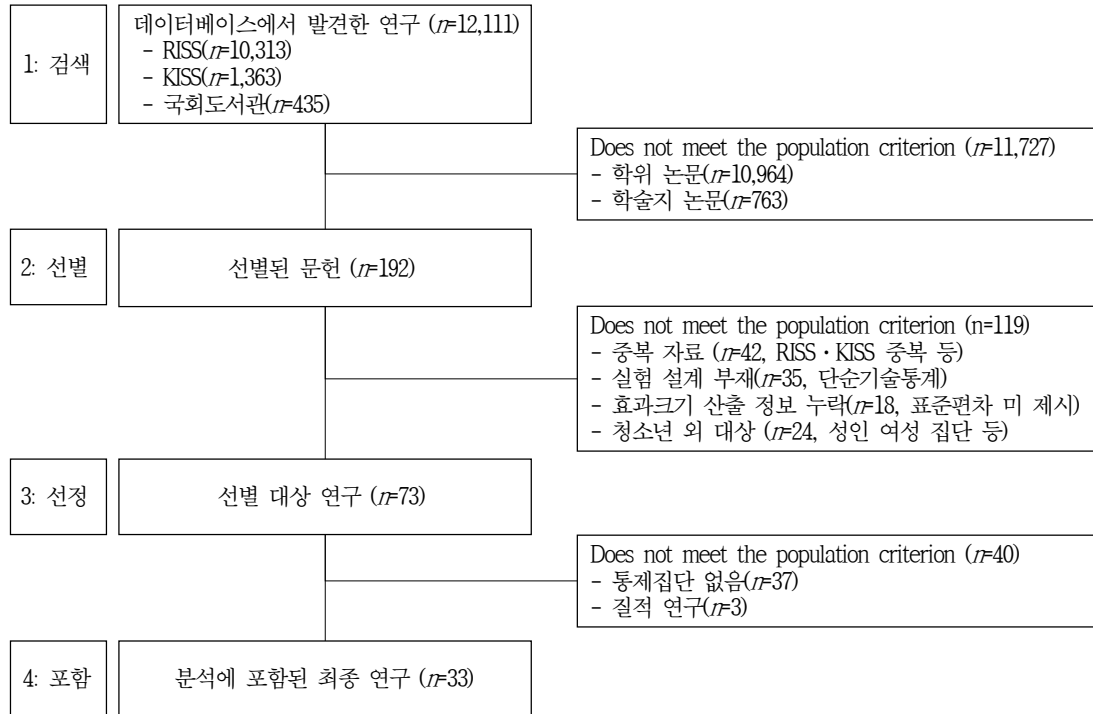 1: 검색
데이터베이스에서 발견한 연구 (n=12,111)
- RISS(n=10,313)
- KISS(n=1,363)
- 국회도서관(n=435)
Does not meet the population criterion (n=11,727)
- 학위 논문(n=10,964)
- 학술지 논문(n=763)
2: 선별
선별된 문헌 (n=192)
Does not meet the population criterion (n=119)
- 중복 자료 (n=42, RISS·KISS 중복 등)
- 실험 설계 부재(n=35, 단순기술통계)
- 효과크기 산출 정보 누락(n=18, 표준편차 미 제시)
- 청소년 외 대상 (n=24, 성인 여성 집단 등)
3: 선정
선별 대상 연구 (n=73)
Does not meet the population criterion (n=40)
- 통제집단 없음(n=37)
- 질적 연구(n=3)
4: 포함
분석에 포함된 최종 연구 (n=33)